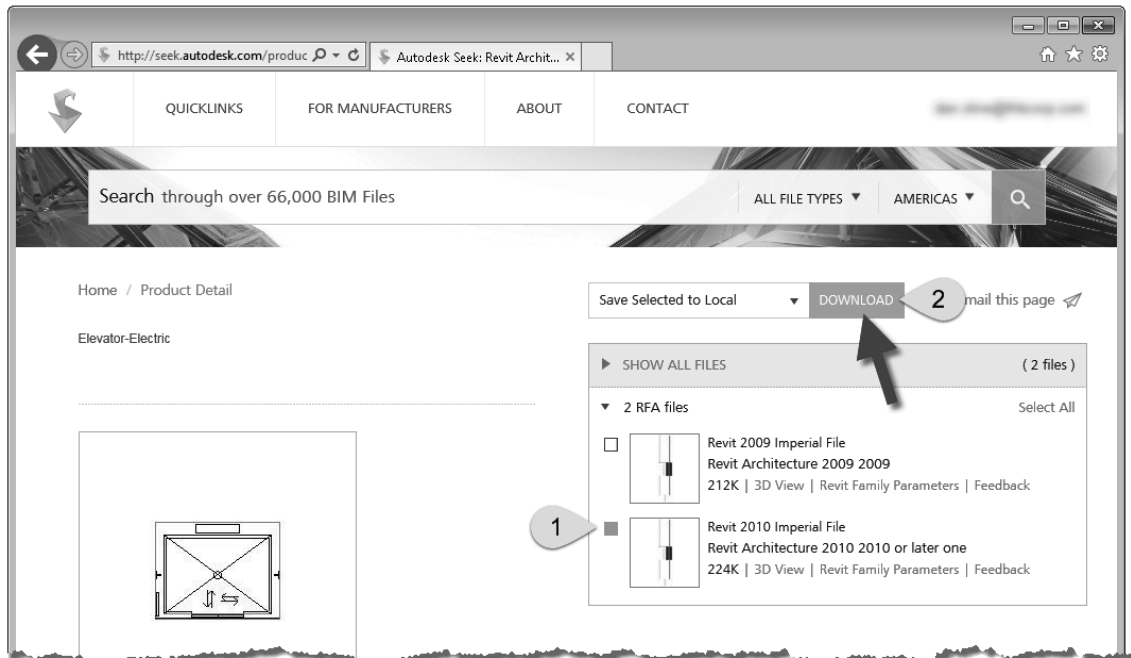 http://seek.autodesk.com/produc
Autodesk Seek: Revit Archit...
QUICKLINKS
FOR MANUFACTURERS
ABOUT
CONTACT
Search through over 66,000 BIM Files
ALL FILE TYPES
AMERICAS
Home / Product Detail
Elevator-Electric
Save Selected to Local
DOWNLOAD
2
mail this page
SHOW ALL FILES
( 2 files )
2 RFA files
Select All
Revit 2009 Imperial File
Revit Architecture 2009 2009
212K | 3D View | Revit Family Parameters | Feedback
1
Revit 2010 Imperial File
Revit Architecture 2010 2010 or later one
224K | 3D View | Revit Family Parameters | Feedback